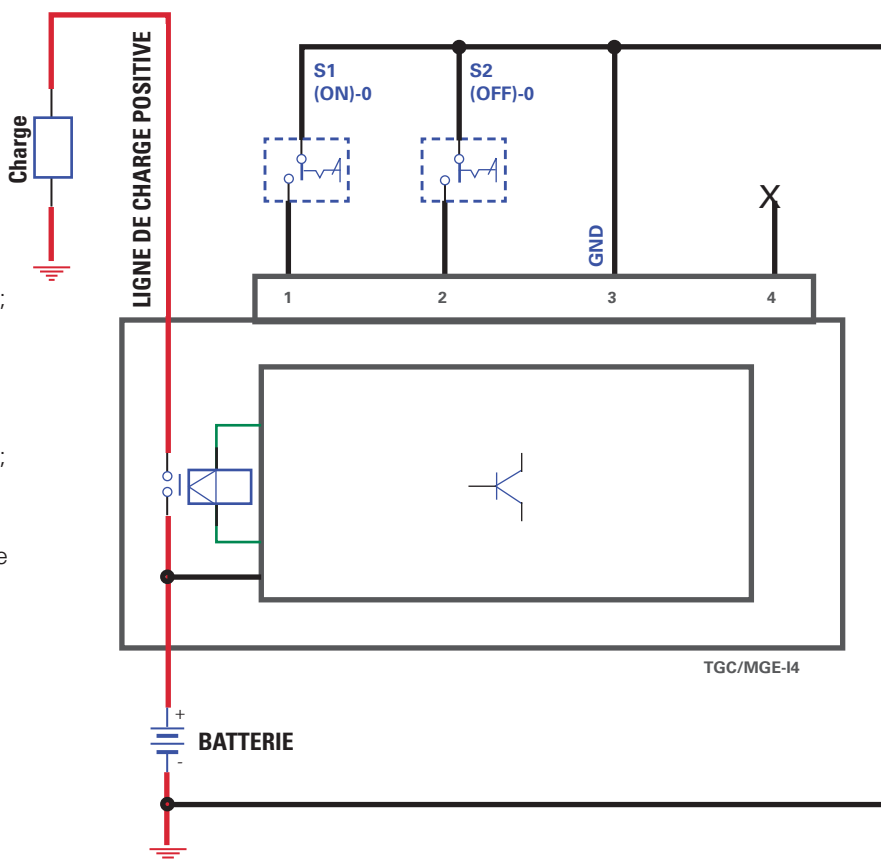 S1
(ON)-0
S2
(OFF)-0
Charge
LIGNE DE CHARGE POSITIVE
X
GND
;
1
2
3
4
;
e
TGC/MGE-I4
+
BATTERIE
-